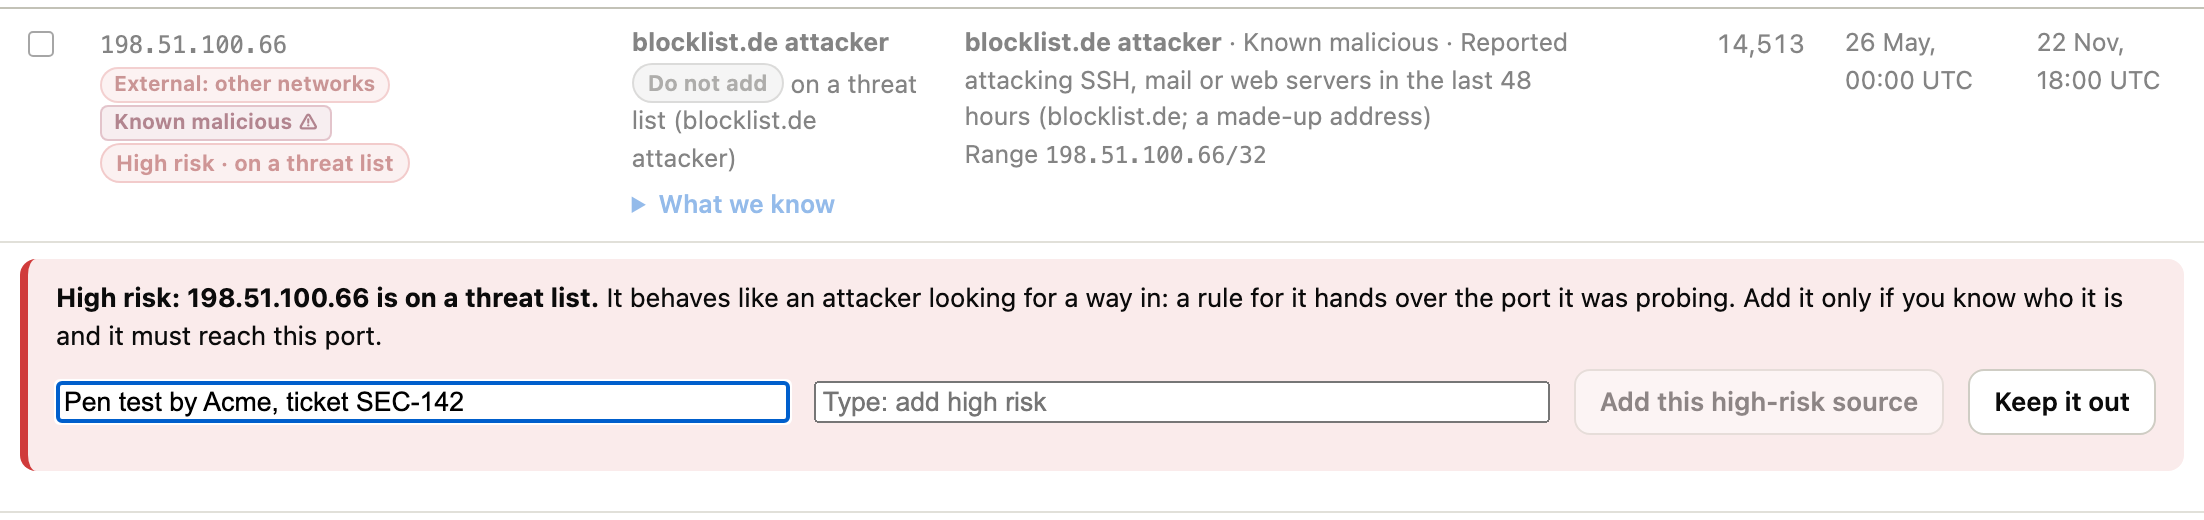 198.51.100.66
External: other networks
Known malicious ⚠
High risk · on a threat list
blocklist.de attacker
Do not add on a threat
list (blocklist.de
attacker)
▶ What we know
blocklist.de attacker · Known malicious · Reported
attacking SSH, mail or web servers in the last 48
hours (blocklist.de; a made-up address)
Range 198.51.100.66/32
14,513
26 May,
00:00 UTC
22 Nov,
18:00 UTC
High risk: 198.51.100.66 is on a threat list. It behaves like an attacker looking for a way in: a rule for it hands over the port it was probing. Add it only if you know who it is
and it must reach this port.
Pen test by Acme, ticket SEC-142
Type: add high risk
Add this high-risk source
Keep it out